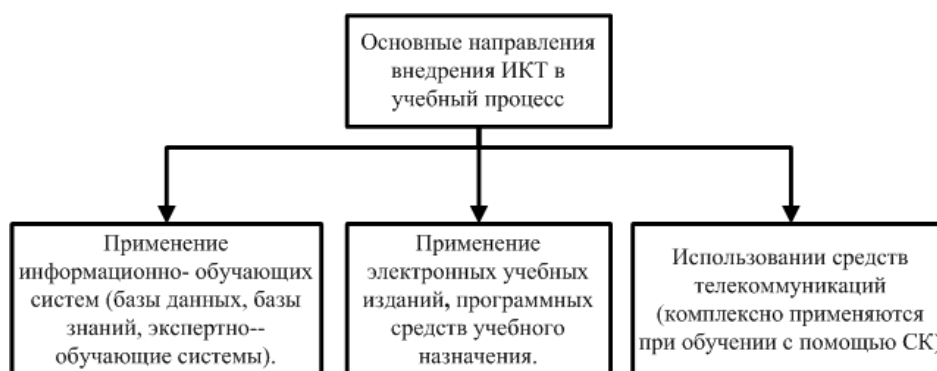 Основные направления
внедрения ИКТ в
учебный процесс
Применение
информационно- обучающих
систем (базы данных, базы
знаний, экспертно--
обучающие системы).
Применение
электронных учебных
изданий, программных
средств учебного
назначения.
Использовании средств
телекоммуникаций
(комплексно применяются
при обучении с помощью СК)